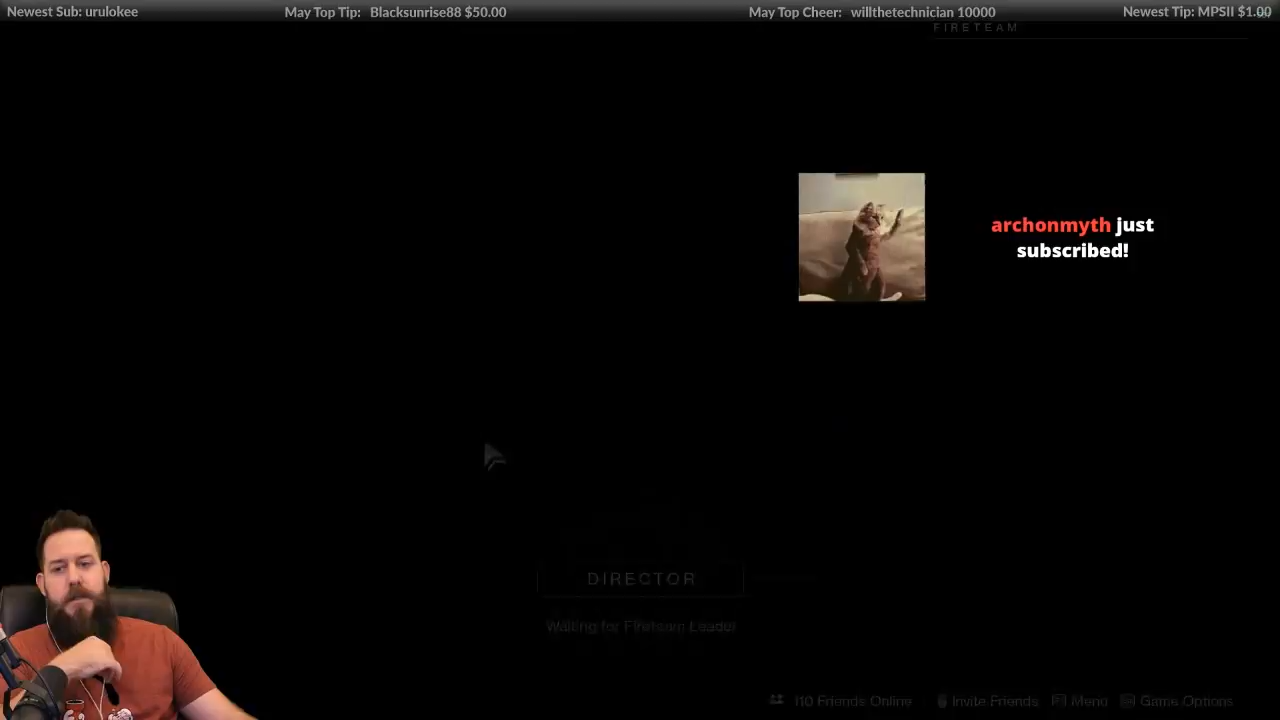 Newest Sub: urulokee
May Top Tip: Blacksunrise88 $50.00
May Top Cheer: willthetechnician 10000
Newest Tip: MPSII $1.00
FIRETEAM
archonmyth just
subscribed!
DIRECTOR
Waiting for Fireteam Leader
110 Friends Online
Invite Friends
Menu
Game Options